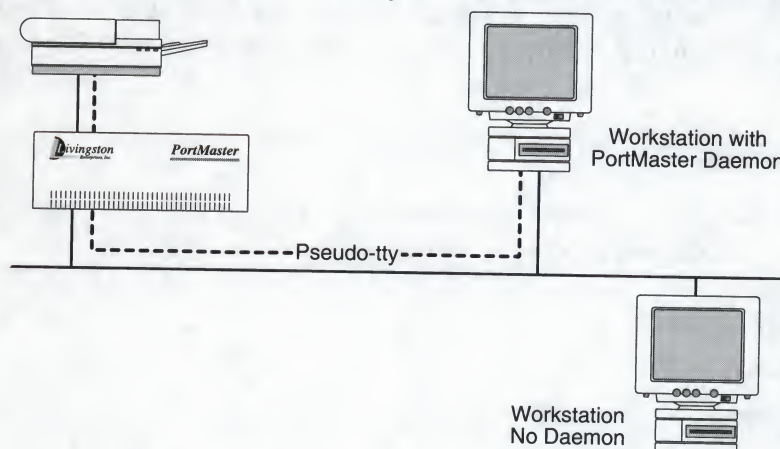 Livingston
Enterprises, Inc.
PortMaster
Workstation with
PortMaster Daemon
Pseudo-tty
Workstation
No Daemon